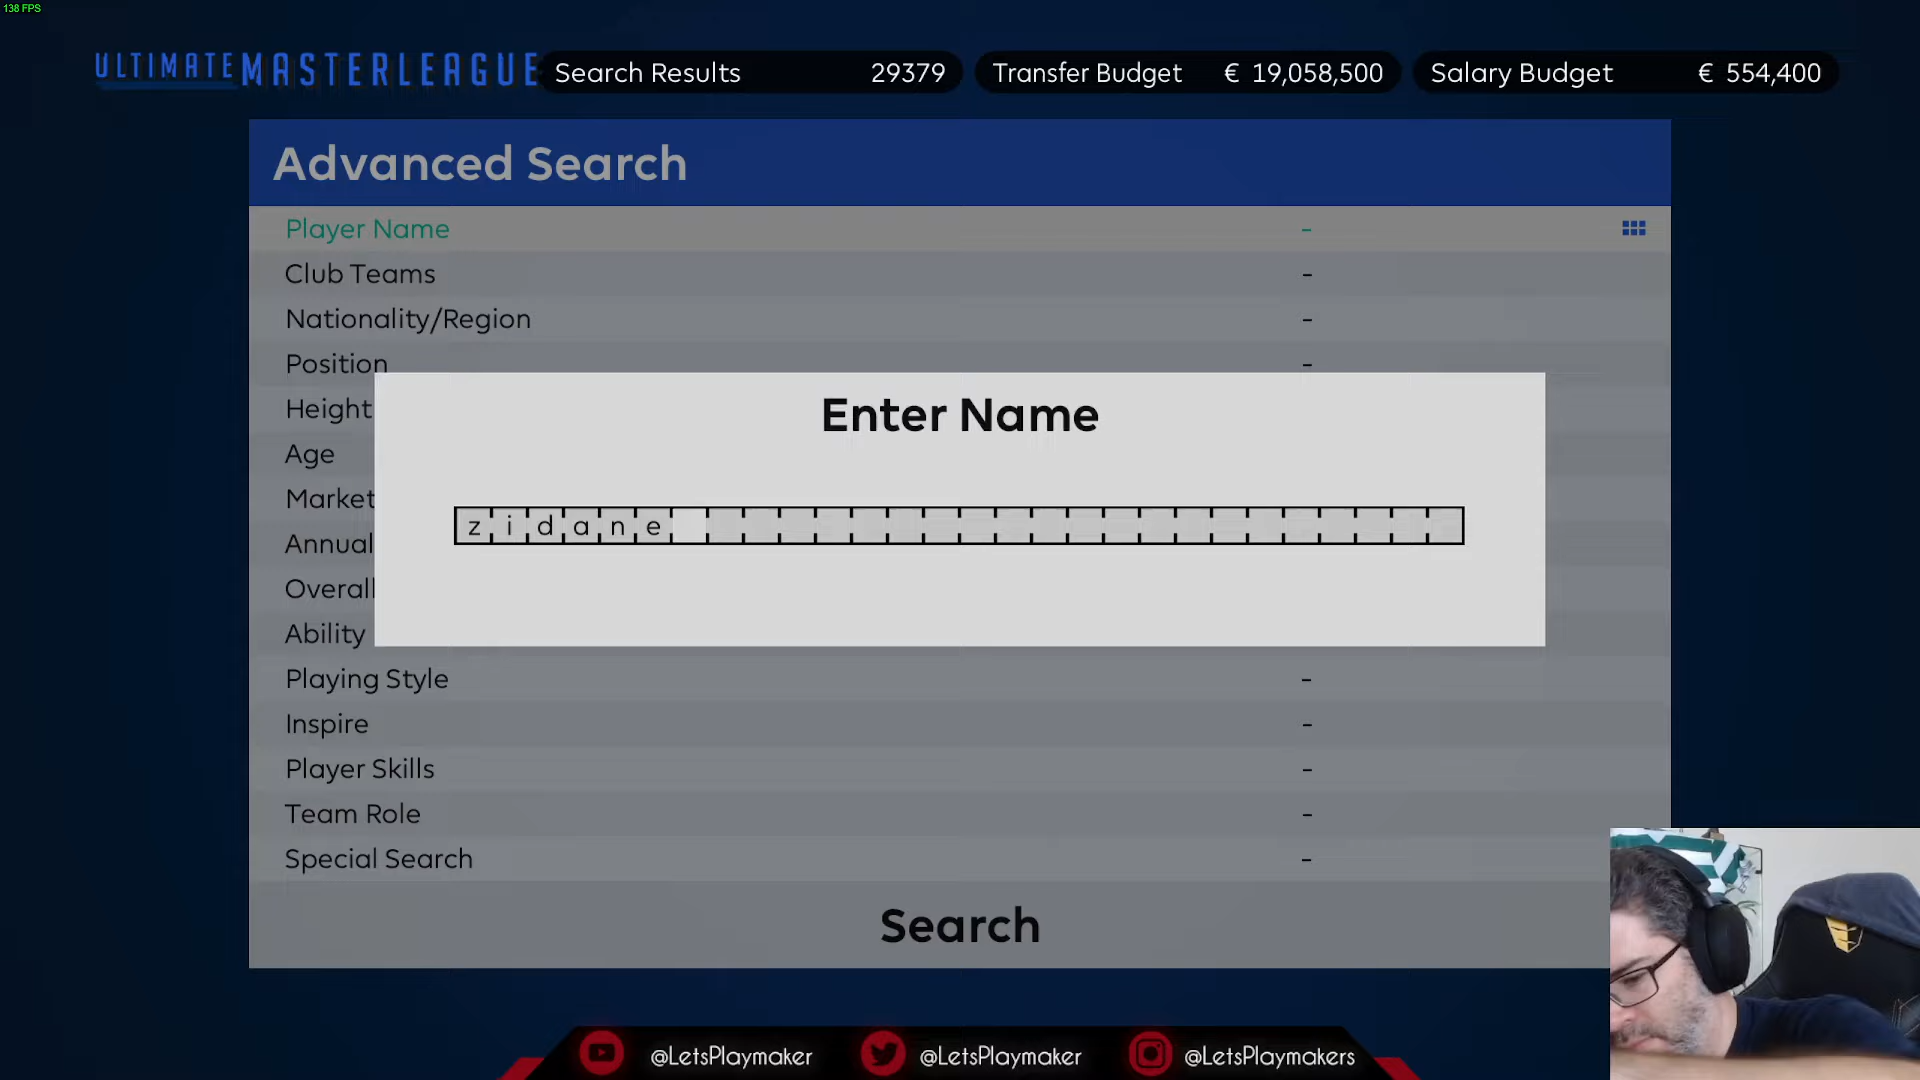 138 FPS
ULTIMATEMASTERLEAGUE
Search Results 29379
Transfer Budget € 19,058,500
Salary Budget € 554,400
Advanced Search
Player Name -
Club Teams -
Nationality/Region -
Position -
Height
Age
Market
Annual
Overall
Ability
Enter Name
zidane
Playing Style -
Inspire -
Player Skills -
Team Role -
Special Search -
Search
@LetsPlaymaker @LetsPlaymaker @LetsPlaymakers